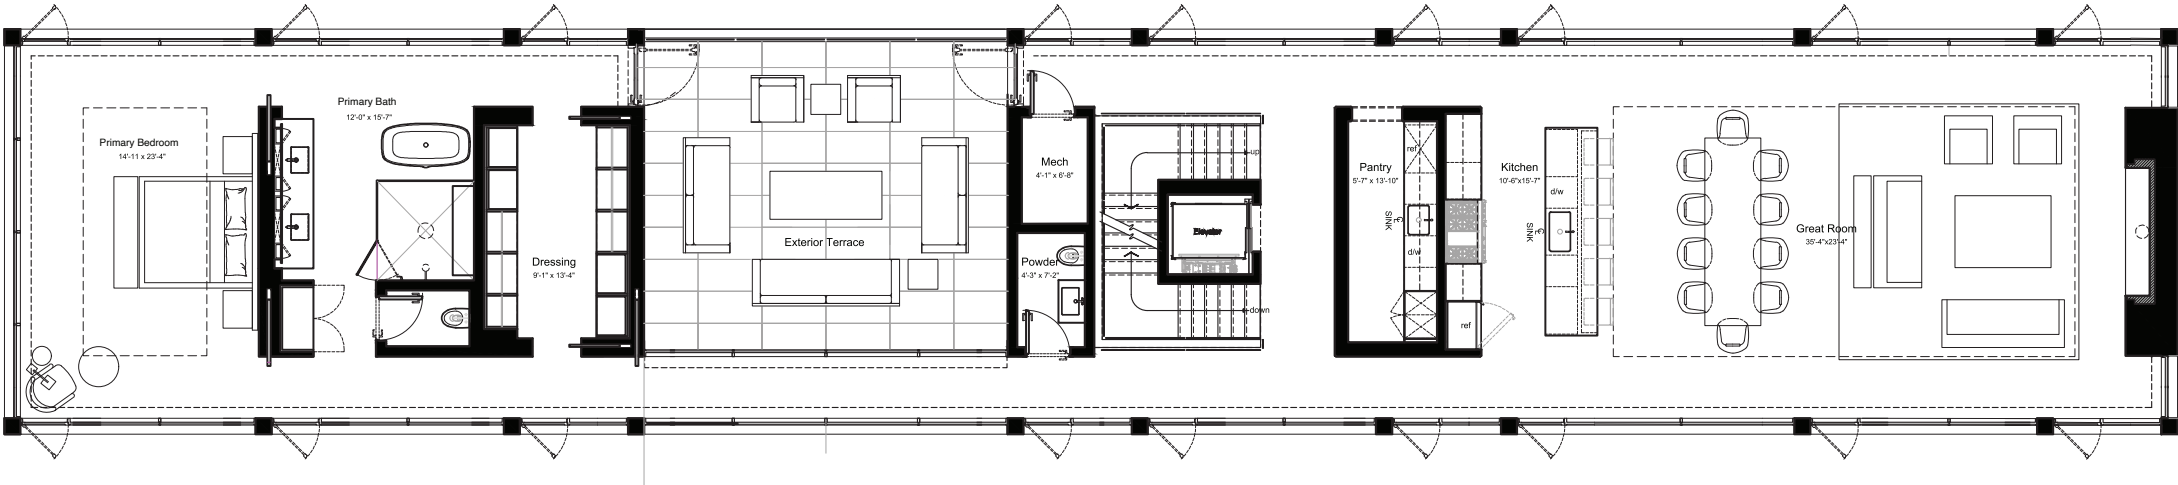 Primary Bedroom
14'-11 x 23'-4"
Primary Bath
12'-0" x 15'-7"
Dressing
9'-1" x 13'-4"
Exterior Terrace
Mech
4'-1" x 6'-8"
Powder
4'-3" x 7'-2"
up
Elevator
down
Pantry
5'-7" x 13'-10"
ref
SINK
d/w
ref
Kitchen
10'-6"x15'-7"
d/w
SINK
Great Room
35'-4"x23'-4"